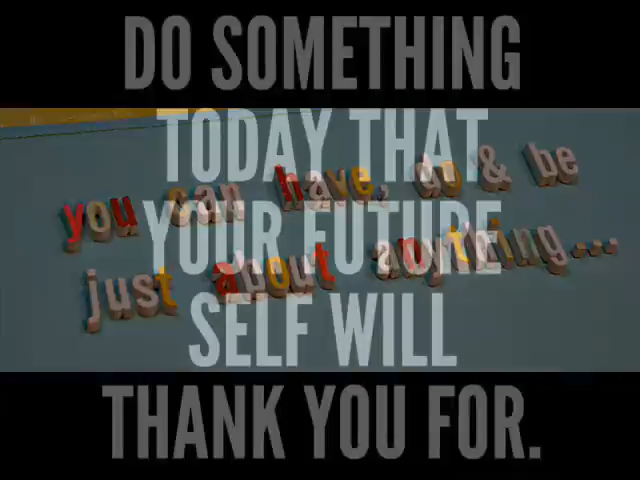 DO SOMETHING
TODAY THAT
YOUR FUTURE
SELF WILL
THANK YOU FOR.
you can have, do & be
just about anything...